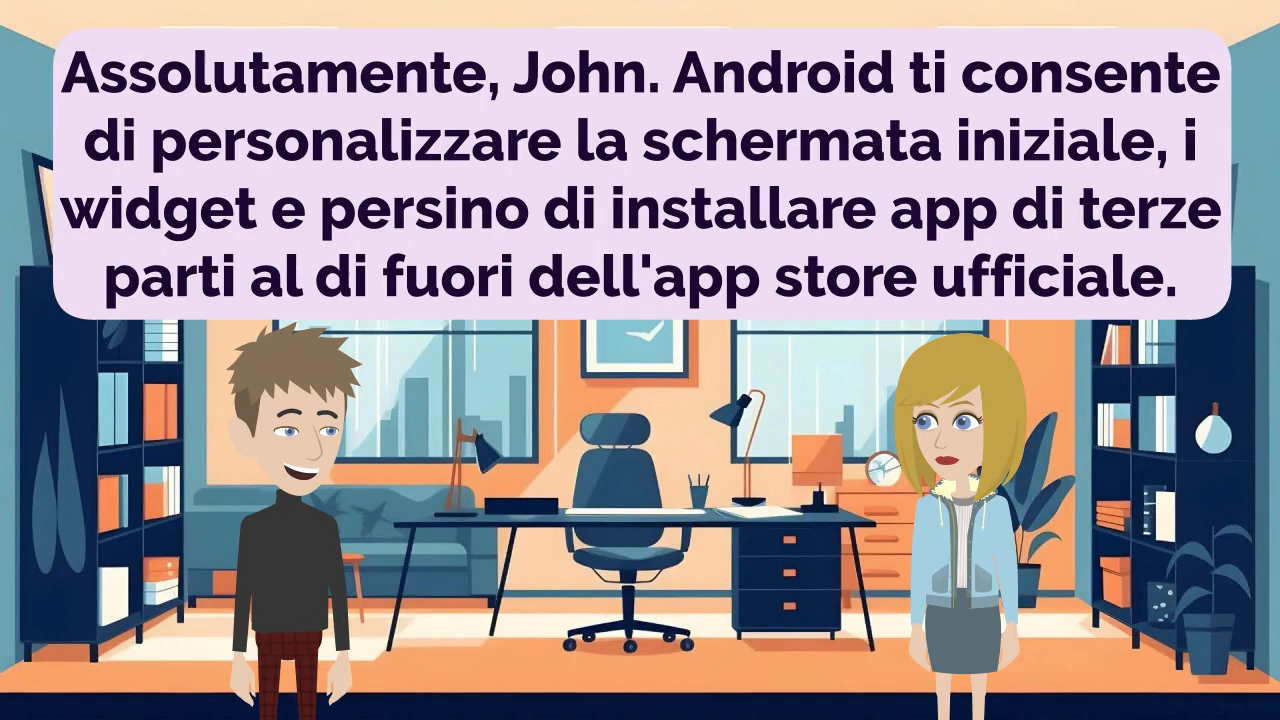 Assolutamente, John. Android ti consente
di personalizzare la schermata iniziale, i
widget e persino di installare app di terze
parti al di fuori dell'app store ufficiale.